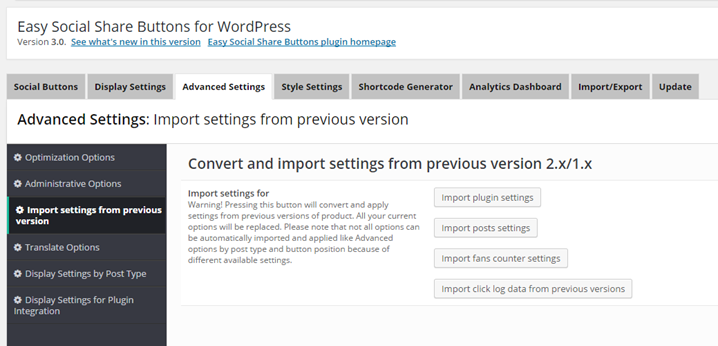 Easy Social Share Buttons for WordPress
Version 3.0. See what's new in this version Easy Social Share Buttons plugin homepage
Social Buttons Display Settings Advanced Settings Style Settings Shortcode Generator Analytics Dashboard Import/Export Update
Advanced Settings: Import settings from previous version
Optimization Options
Administrative Options
Import settings from previous
version
Translate Options
Display Settings by Post Type
Display Settings for Plugin
Integration
Convert and import settings from previous version 2.x/1.x
Import settings for
Warning! Pressing this button will convert and apply
settings from previous versions of product. All your current
options will be replaced. Please note that not all options can
be automatically imported and applied like Advanced
options by post type and button position because of
different available settings.
Import plugin settings
Import posts settings
Import fans counter settings
Import click log data from previous versions